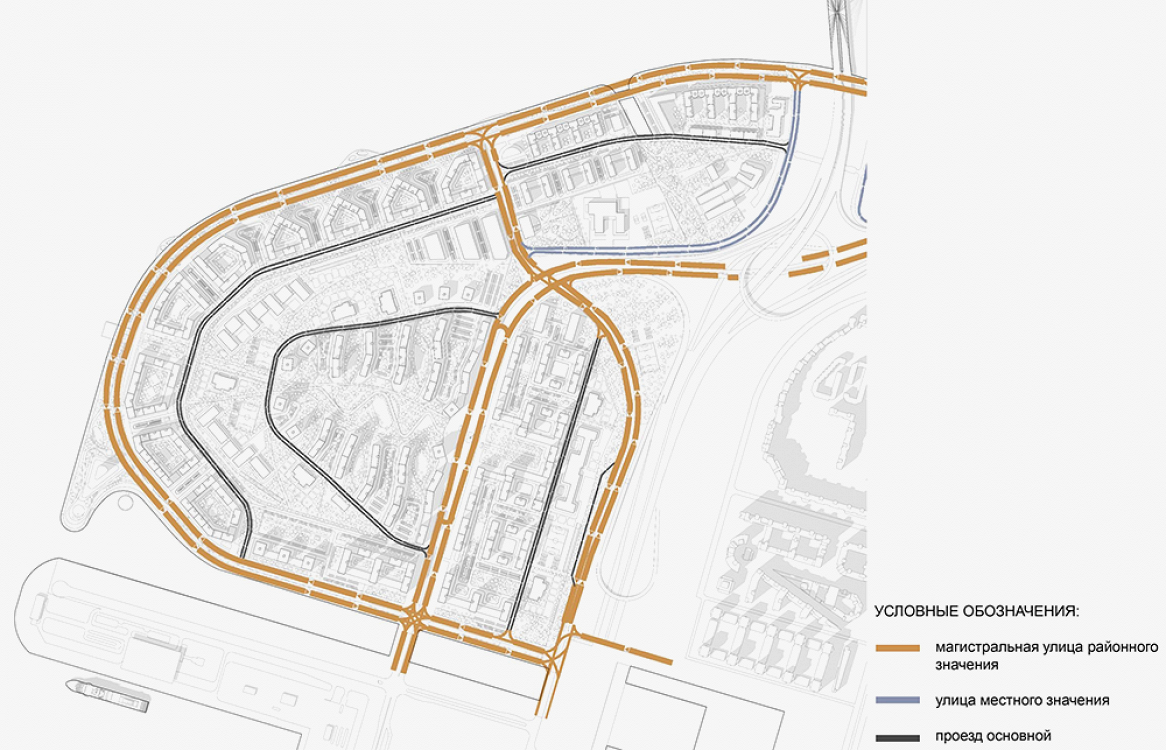 УСЛОВНЫЕ ОБОЗНАЧЕНИЯ:
магистральная улица районного
значения
улица местного значения
проезд основной